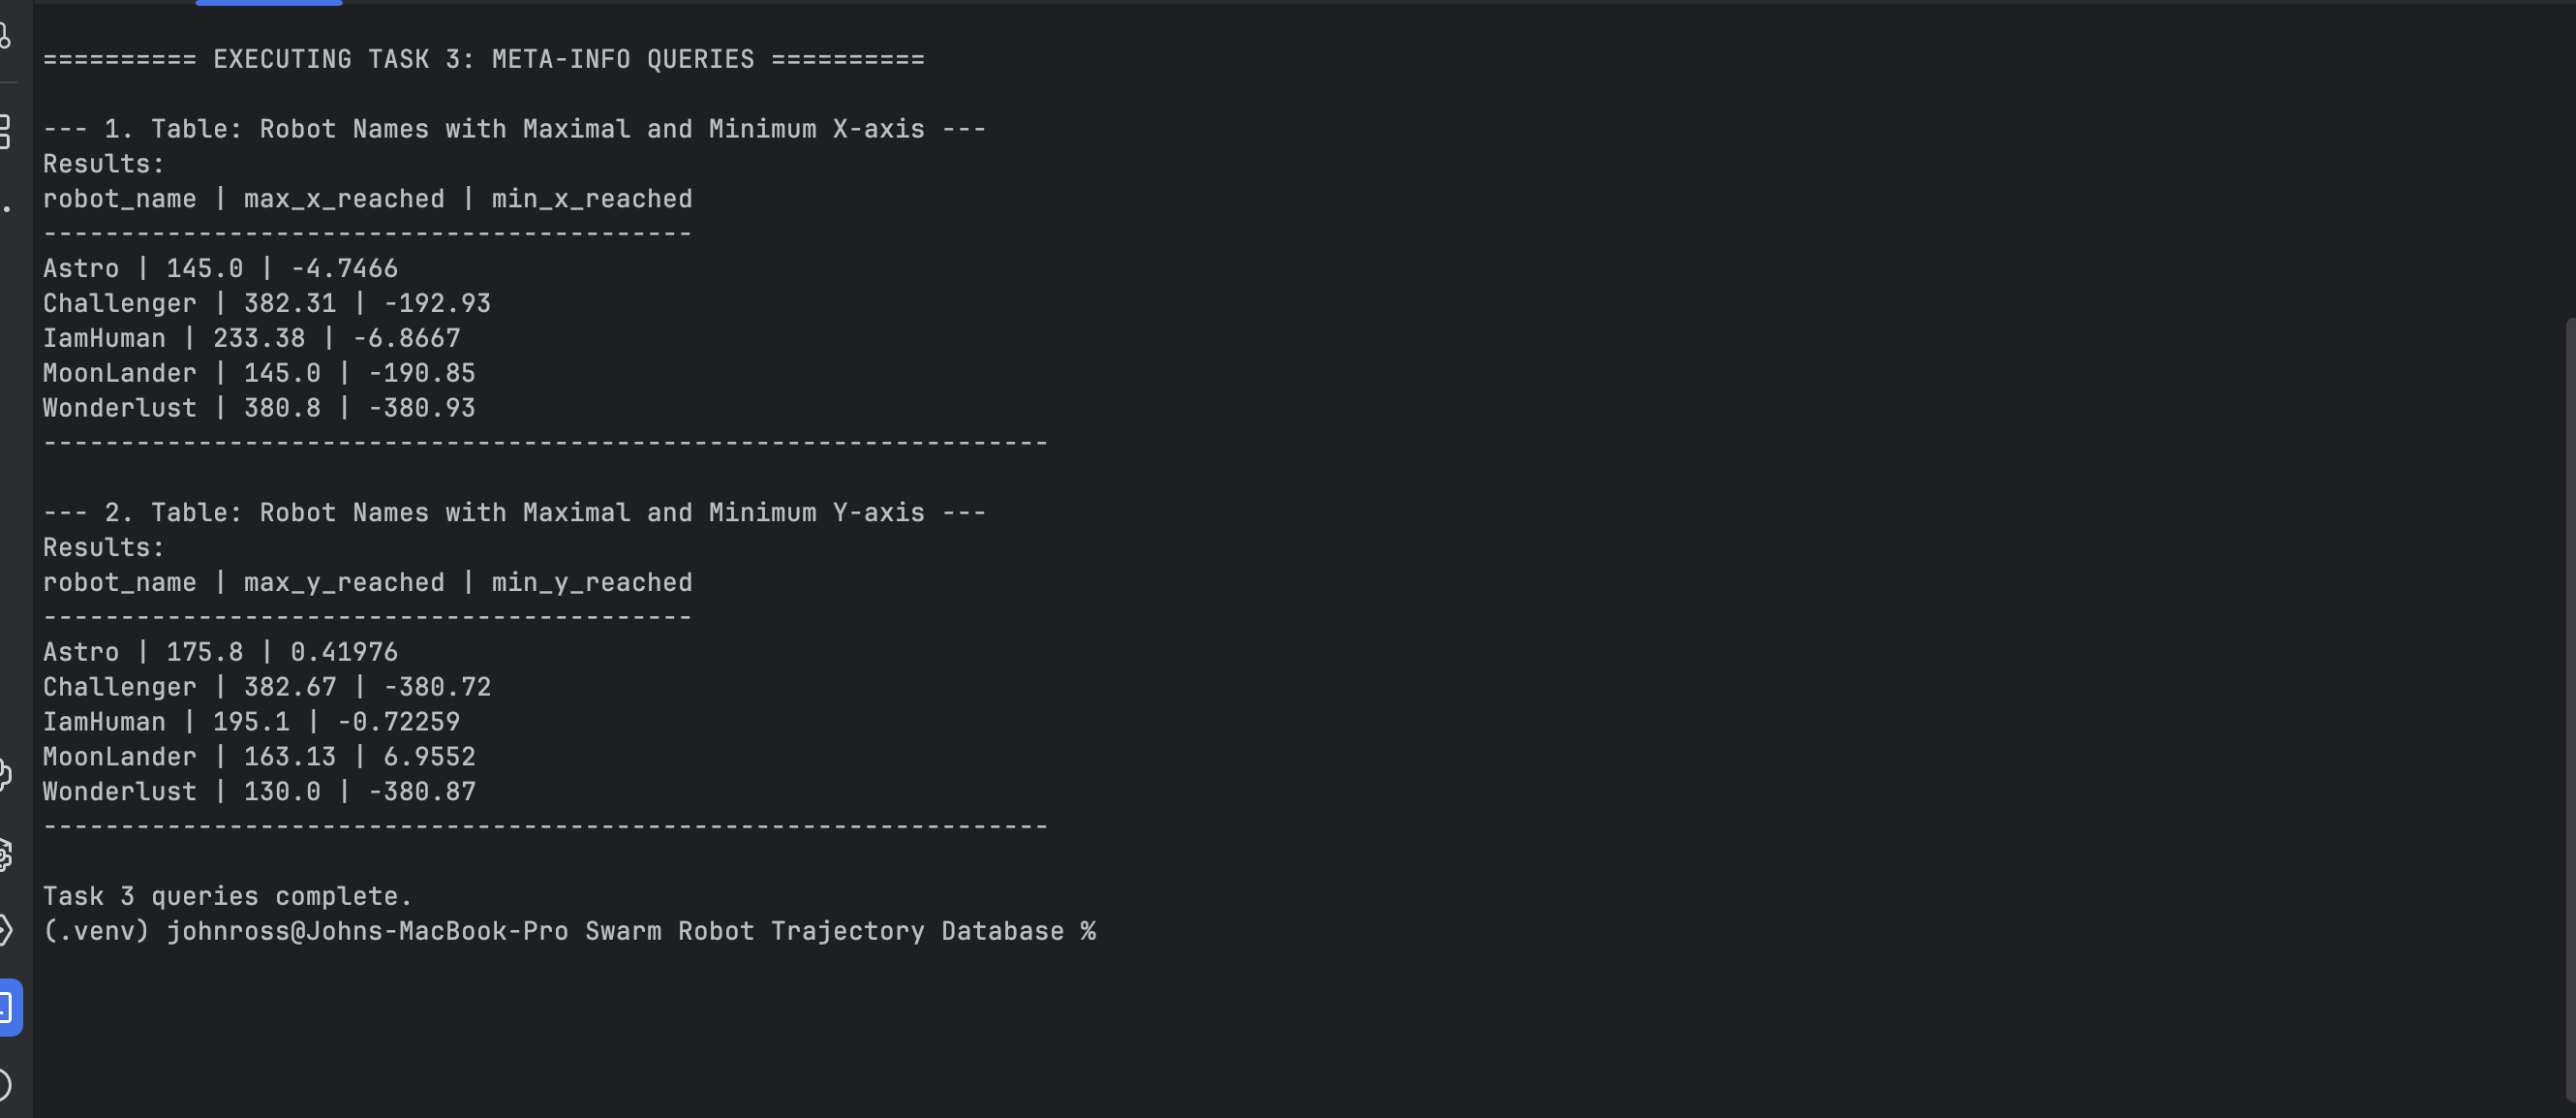 ========== EXECUTING TASK 3: META-INFO QUERIES ==========
--- 1. Table: Robot Names with Maximal and Minimum X-axis ---
Results:
robot_name | max_x_reached | min_x_reached
------------------------------------------
Astro | 145.0 | -4.7466
Challenger | 382.31 | -192.93
IamHuman | 233.38 | -6.8667
MoonLander | 145.0 | -190.85
Wonderlust | 380.8 | -380.93
-----------------------------------------------------------------
--- 2. Table: Robot Names with Maximal and Minimum Y-axis ---
Results:
robot_name | max_y_reached | min_y_reached
------------------------------------------
Astro | 175.8 | 0.41976
Challenger | 382.67 | -380.72
IamHuman | 195.1 | -0.72259
MoonLander | 163.13 | 6.9552
Wonderlust | 130.0 | -380.87
-----------------------------------------------------------------
Task 3 queries complete.
(.venv) johnross@Johns-MacBook-Pro Swarm Robot Trajectory Database %